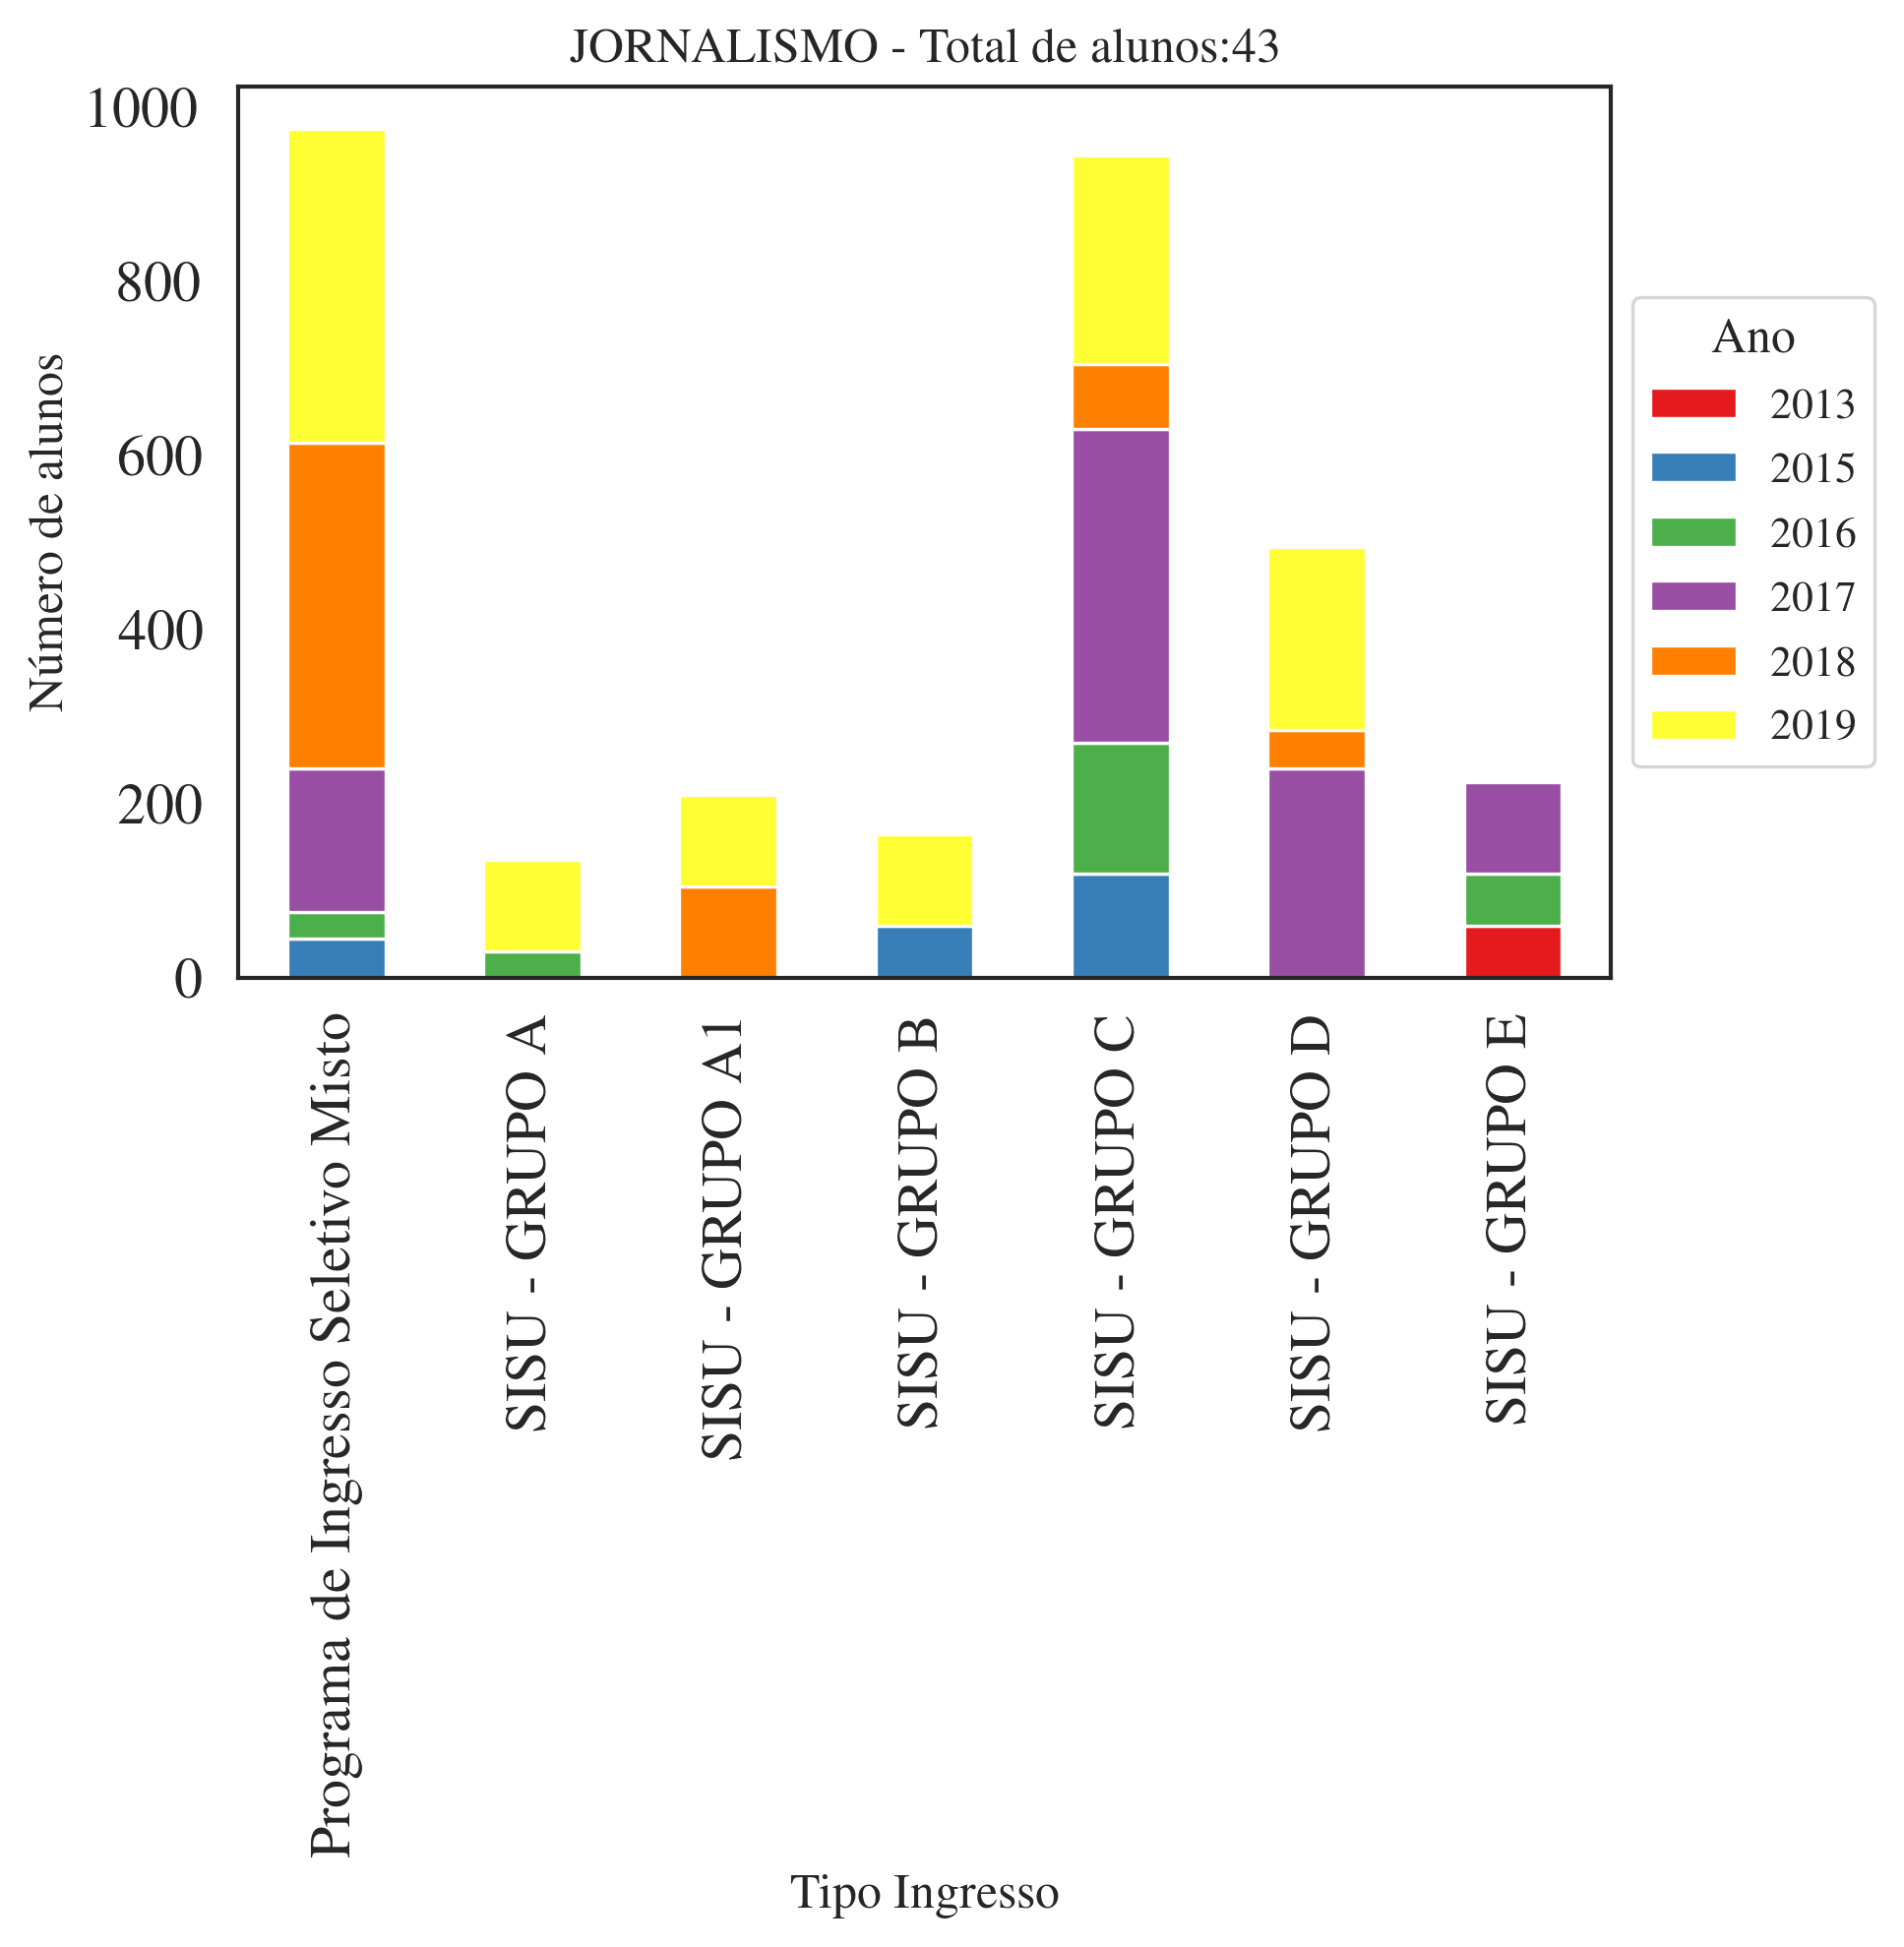 JORNALISMO - Total de alunos:43
1000
800
600
400
200
0
Número de alunos
Ano
2013
2015
2016
2017
2018
2019
Programa de Ingresso Seletivo Misto
SISU - GRUPO A
SISU - GRUPO A1
SISU - GRUPO B
SISU - GRUPO C
SISU - GRUPO D
SISU - GRUPO E
Tipo Ingresso